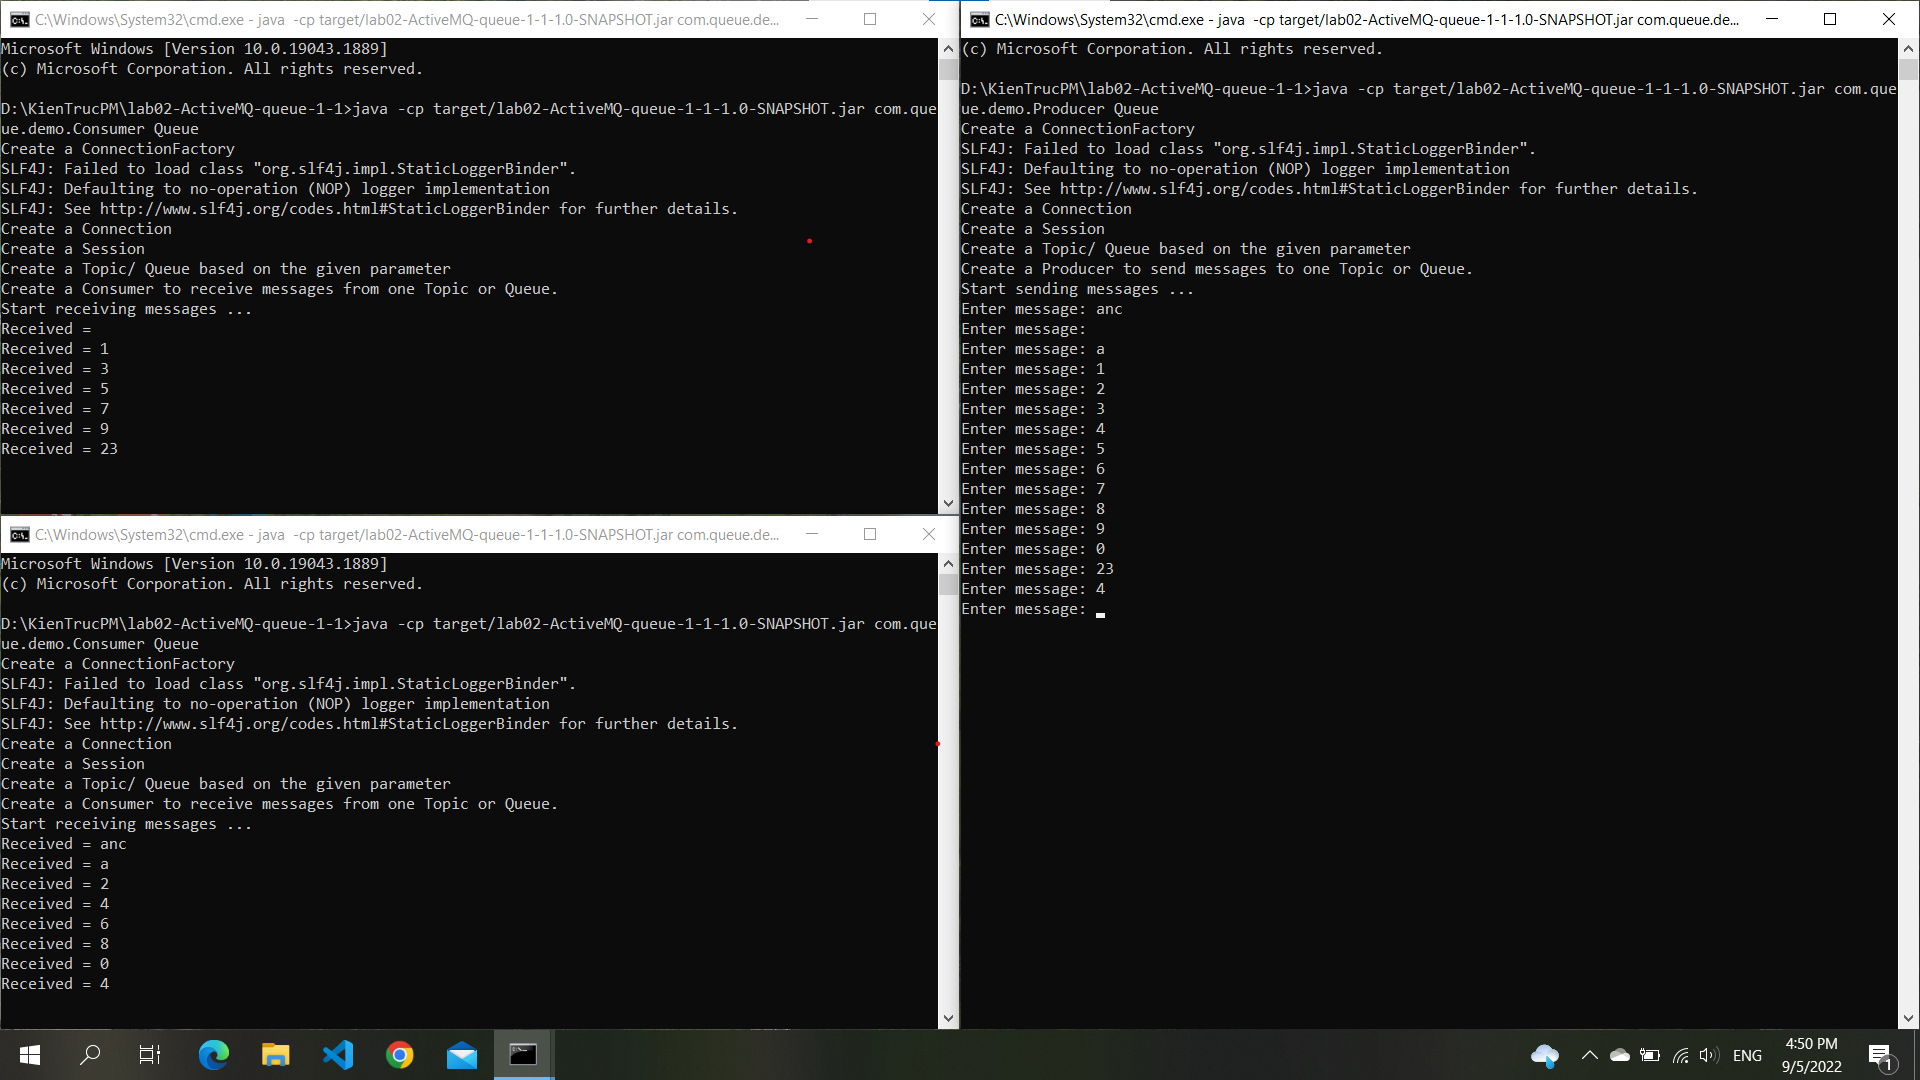 C:\Windows\System32\cmd.exe - java  -cp target/lab02-ActiveMQ-queue-1-1-1.0-SNAPSHOT.jar com.queue.de...
Microsoft Windows [Version 10.0.19043.1889]
(c) Microsoft Corporation. All rights reserved.
D:\KienTrucPM\lab02-ActiveMQ-queue-1-1>java -cp target/lab02-ActiveMQ-queue-1-1-1.0-SNAPSHOT.jar com.que
ue.demo.Consumer Queue
Create a ConnectionFactory
SLF4J: Failed to load class "org.slf4j.impl.StaticLoggerBinder".
SLF4J: Defaulting to no-operation (NOP) logger implementation
SLF4J: See http://www.slf4j.org/codes.html#StaticLoggerBinder for further details.
Create a Connection
Create a Session
Create a Topic/ Queue based on the given parameter
Create a Consumer to receive messages from one Topic or Queue.
Start receiving messages ...
Received =
Received = 1
Received = 3
Received = 5
Received = 7
Received = 9
Received = 23
C:\Windows\System32\cmd.exe - java  -cp target/lab02-ActiveMQ-queue-1-1-1.0-SNAPSHOT.jar com.queue.de...
Microsoft Windows [Version 10.0.19043.1889]
(c) Microsoft Corporation. All rights reserved.
D:\KienTrucPM\lab02-ActiveMQ-queue-1-1>java -cp target/lab02-ActiveMQ-queue-1-1-1.0-SNAPSHOT.jar com.que
ue.demo.Consumer Queue
Create a ConnectionFactory
SLF4J: Failed to load class "org.slf4j.impl.StaticLoggerBinder".
SLF4J: Defaulting to no-operation (NOP) logger implementation
SLF4J: See http://www.slf4j.org/codes.html#StaticLoggerBinder for further details.
Create a Connection
Create a Session
Create a Topic/ Queue based on the given parameter
Create a Consumer to receive messages from one Topic or Queue.
Start receiving messages ...
Received = anc
Received = a
Received = 2
Received = 4
Received = 6
Received = 8
Received = 0
Received = 4
C:\Windows\System32\cmd.exe - java  -cp target/lab02-ActiveMQ-queue-1-1-1.0-SNAPSHOT.jar com.queue.de...
(c) Microsoft Corporation. All rights reserved.
D:\KienTrucPM\lab02-ActiveMQ-queue-1-1>java -cp target/lab02-ActiveMQ-queue-1-1-1.0-SNAPSHOT.jar com.que
ue.demo.Producer Queue
Create a ConnectionFactory
SLF4J: Failed to load class "org.slf4j.impl.StaticLoggerBinder".
SLF4J: Defaulting to no-operation (NOP) logger implementation
SLF4J: See http://www.slf4j.org/codes.html#StaticLoggerBinder for further details.
Create a Connection
Create a Session
Create a Topic/ Queue based on the given parameter
Create a Producer to send messages to one Topic or Queue.
Start sending messages ...
Enter message: anc
Enter message:
Enter message: a
Enter message: 1
Enter message: 2
Enter message: 3
Enter message: 4
Enter message: 5
Enter message: 6
Enter message: 7
Enter message: 8
Enter message: 9
Enter message: 0
Enter message: 23
Enter message: 4
Enter message:
ENG
4:50 PM
9/5/2022
1